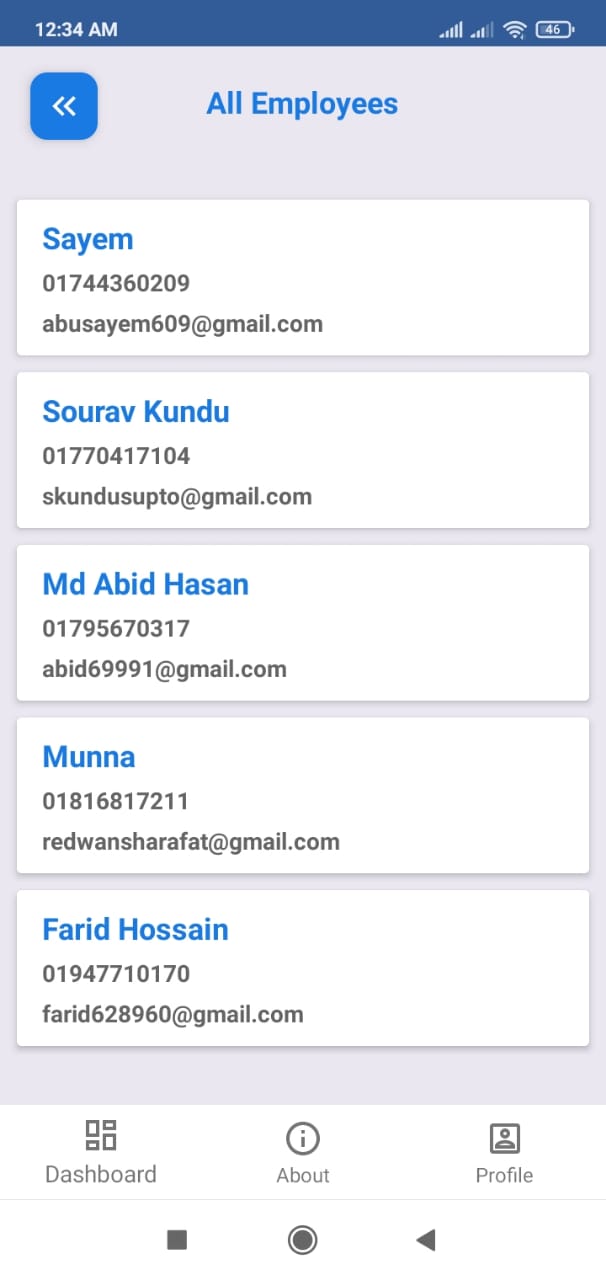 12:34 AM
46
All Employees
Sayem
01744360209
abusayem609@gmail.com
Sourav Kundu
01770417104
skundusupto@gmail.com
Md Abid Hasan
01795670317
abid69991@gmail.com
Munna
01816817211
redwansharafat@gmail.com
Farid Hossain
01947710170
farid628960@gmail.com
Dashboard
About
Profile